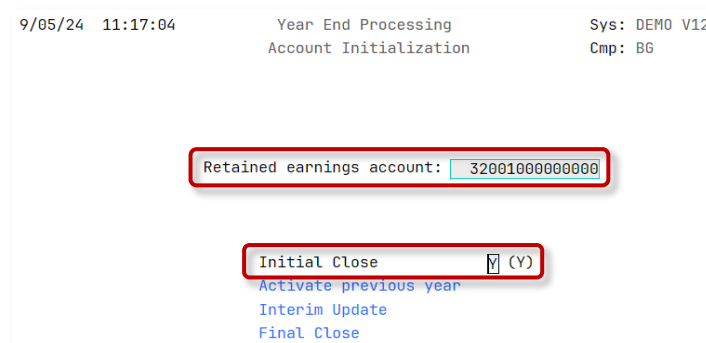 9/05/24 11:17:04 Year End Processing Sys: DEMO V12
Account Initialization Cmp: BG
Retained earnings account: 32001000000000
Initial Close Y (Y)
Activate previous year
Interim Update
Final Close